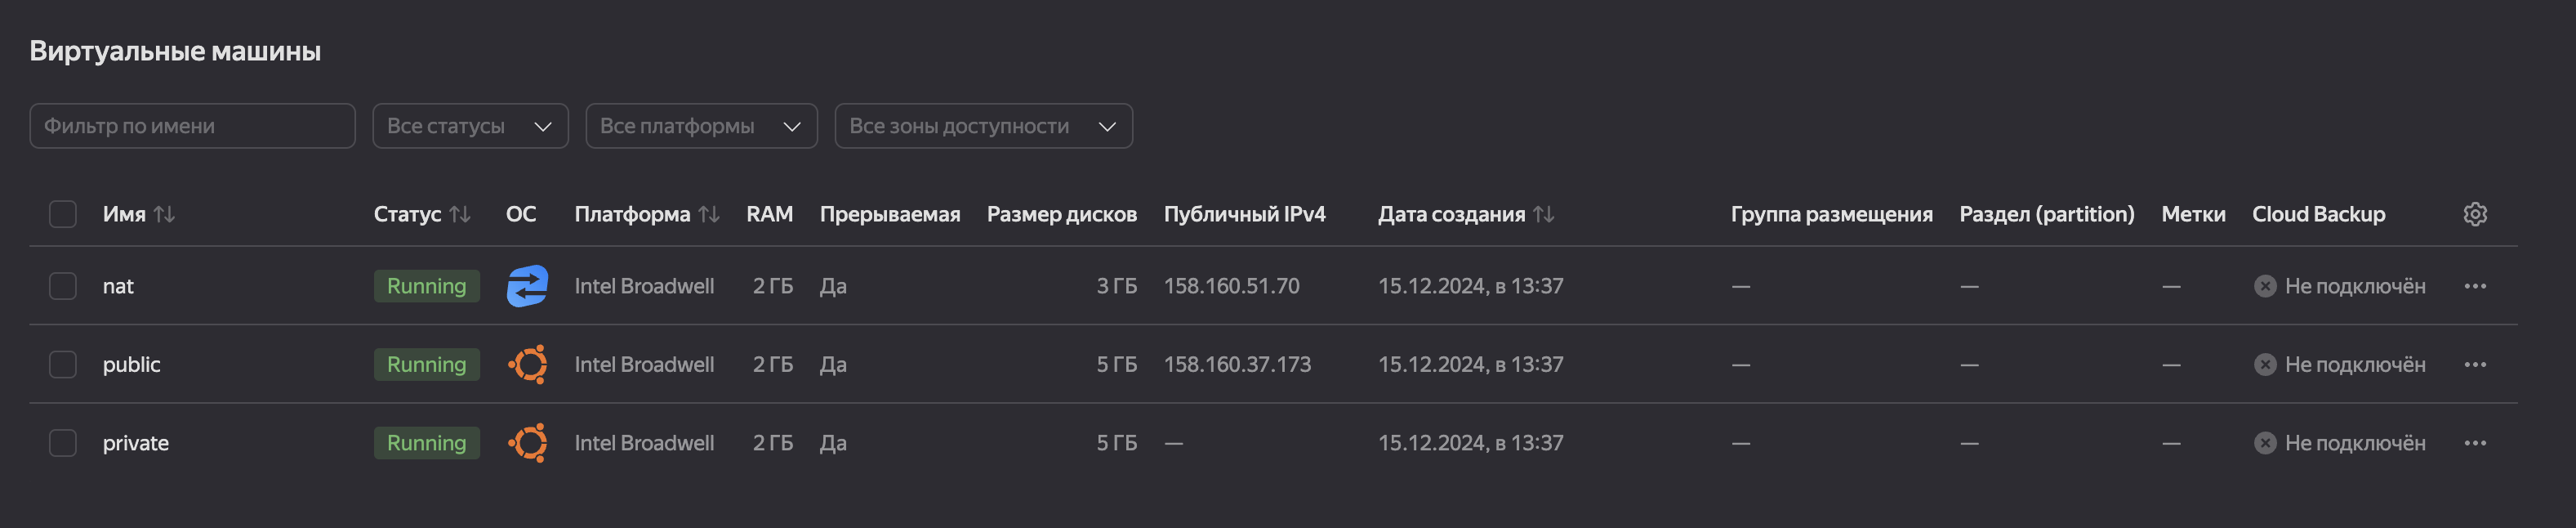 Виртуальные машины
Фильтр по имени Все статусы Все платформы Все зоны доступности
Имя Статус ОС Платформа RAM Прерываемая Размер дисков Публичный IPv4 Дата создания Группа размещения Раздел (partition) Метки Cloud Backup
nat Running Intel Broadwell 2 ГБ Да 3 ГБ 158.160.51.70 15.12.2024, в 13:37 — — — Не подключён
public Running Intel Broadwell 2 ГБ Да 5 ГБ 158.160.37.173 15.12.2024, в 13:37 — — — Не подключён
private Running Intel Broadwell 2 ГБ Да 5 ГБ — 15.12.2024, в 13:37 — — — Не подключён